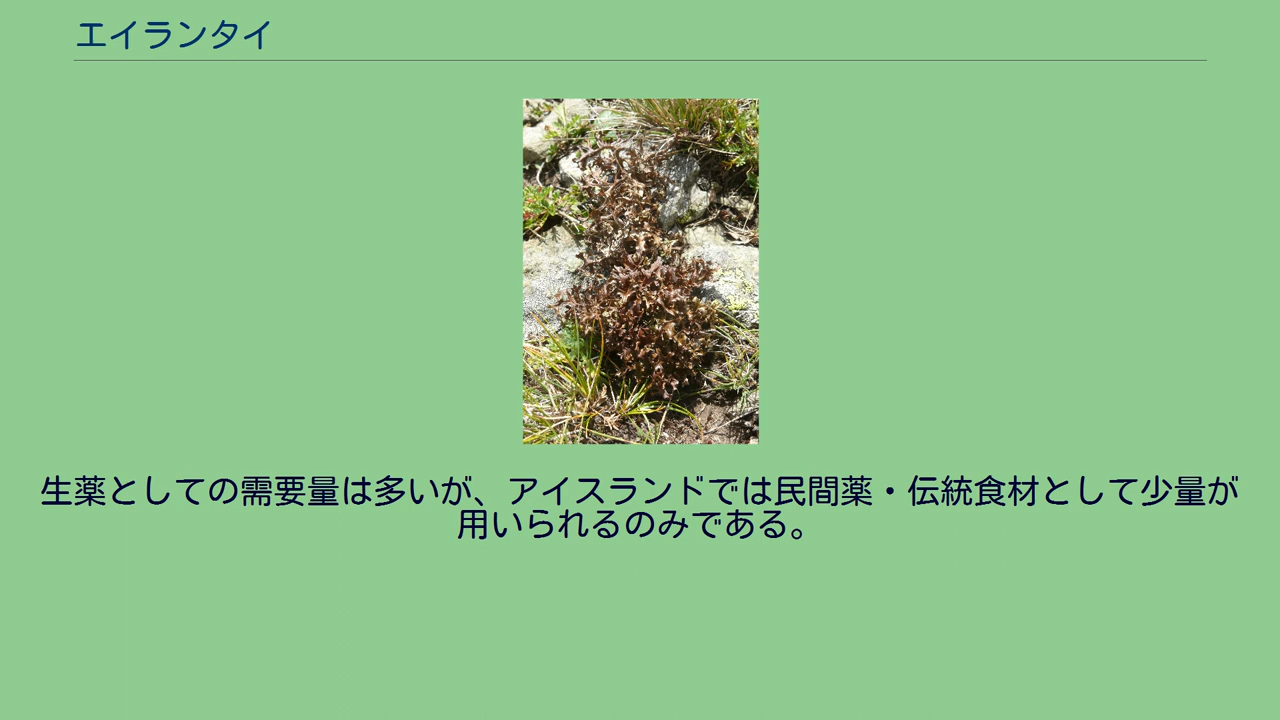 エイランタイ
生薬としての需要量は多いが、アイスランドでは民間薬・伝統食材として少量が
用いられるのみである。